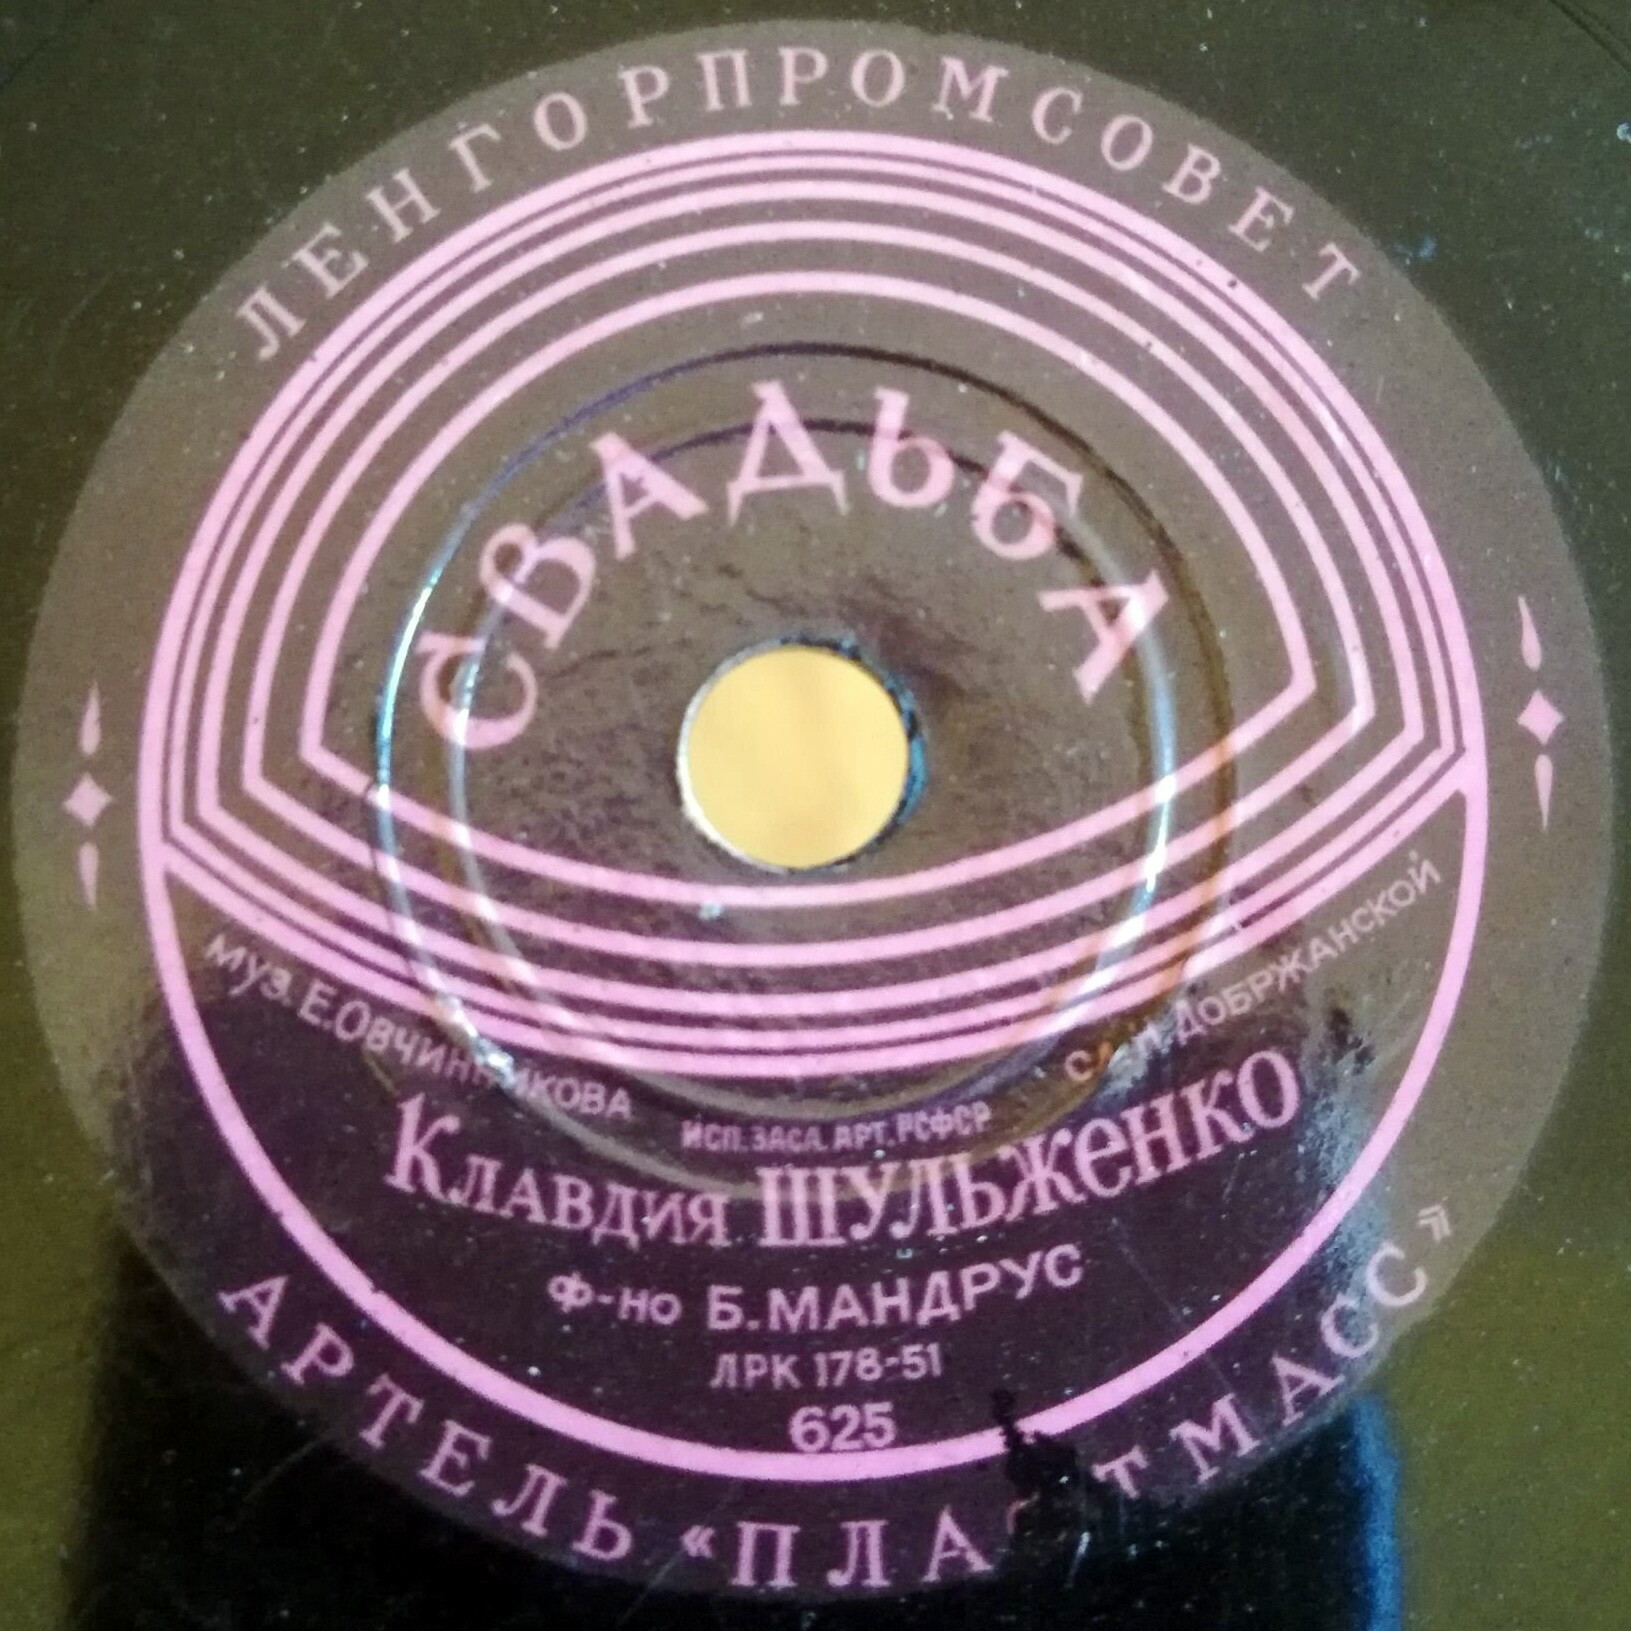 ЛЕНГОРПРОМСОВЕТ
СВАДЬБА
МУЗ. Е. ОВЧИННИКОВА
ДОБРЖАНСКОЙ
ИСП. ЗАСЛ. АРТ. РСФСР
КЛАВДИЯ ШУЛЬЖЕНКО
Ф-НО Б. МАНДРУС
ЛРК 178-51
625
АРТЕЛЬ «ПЛАСТМАСС»